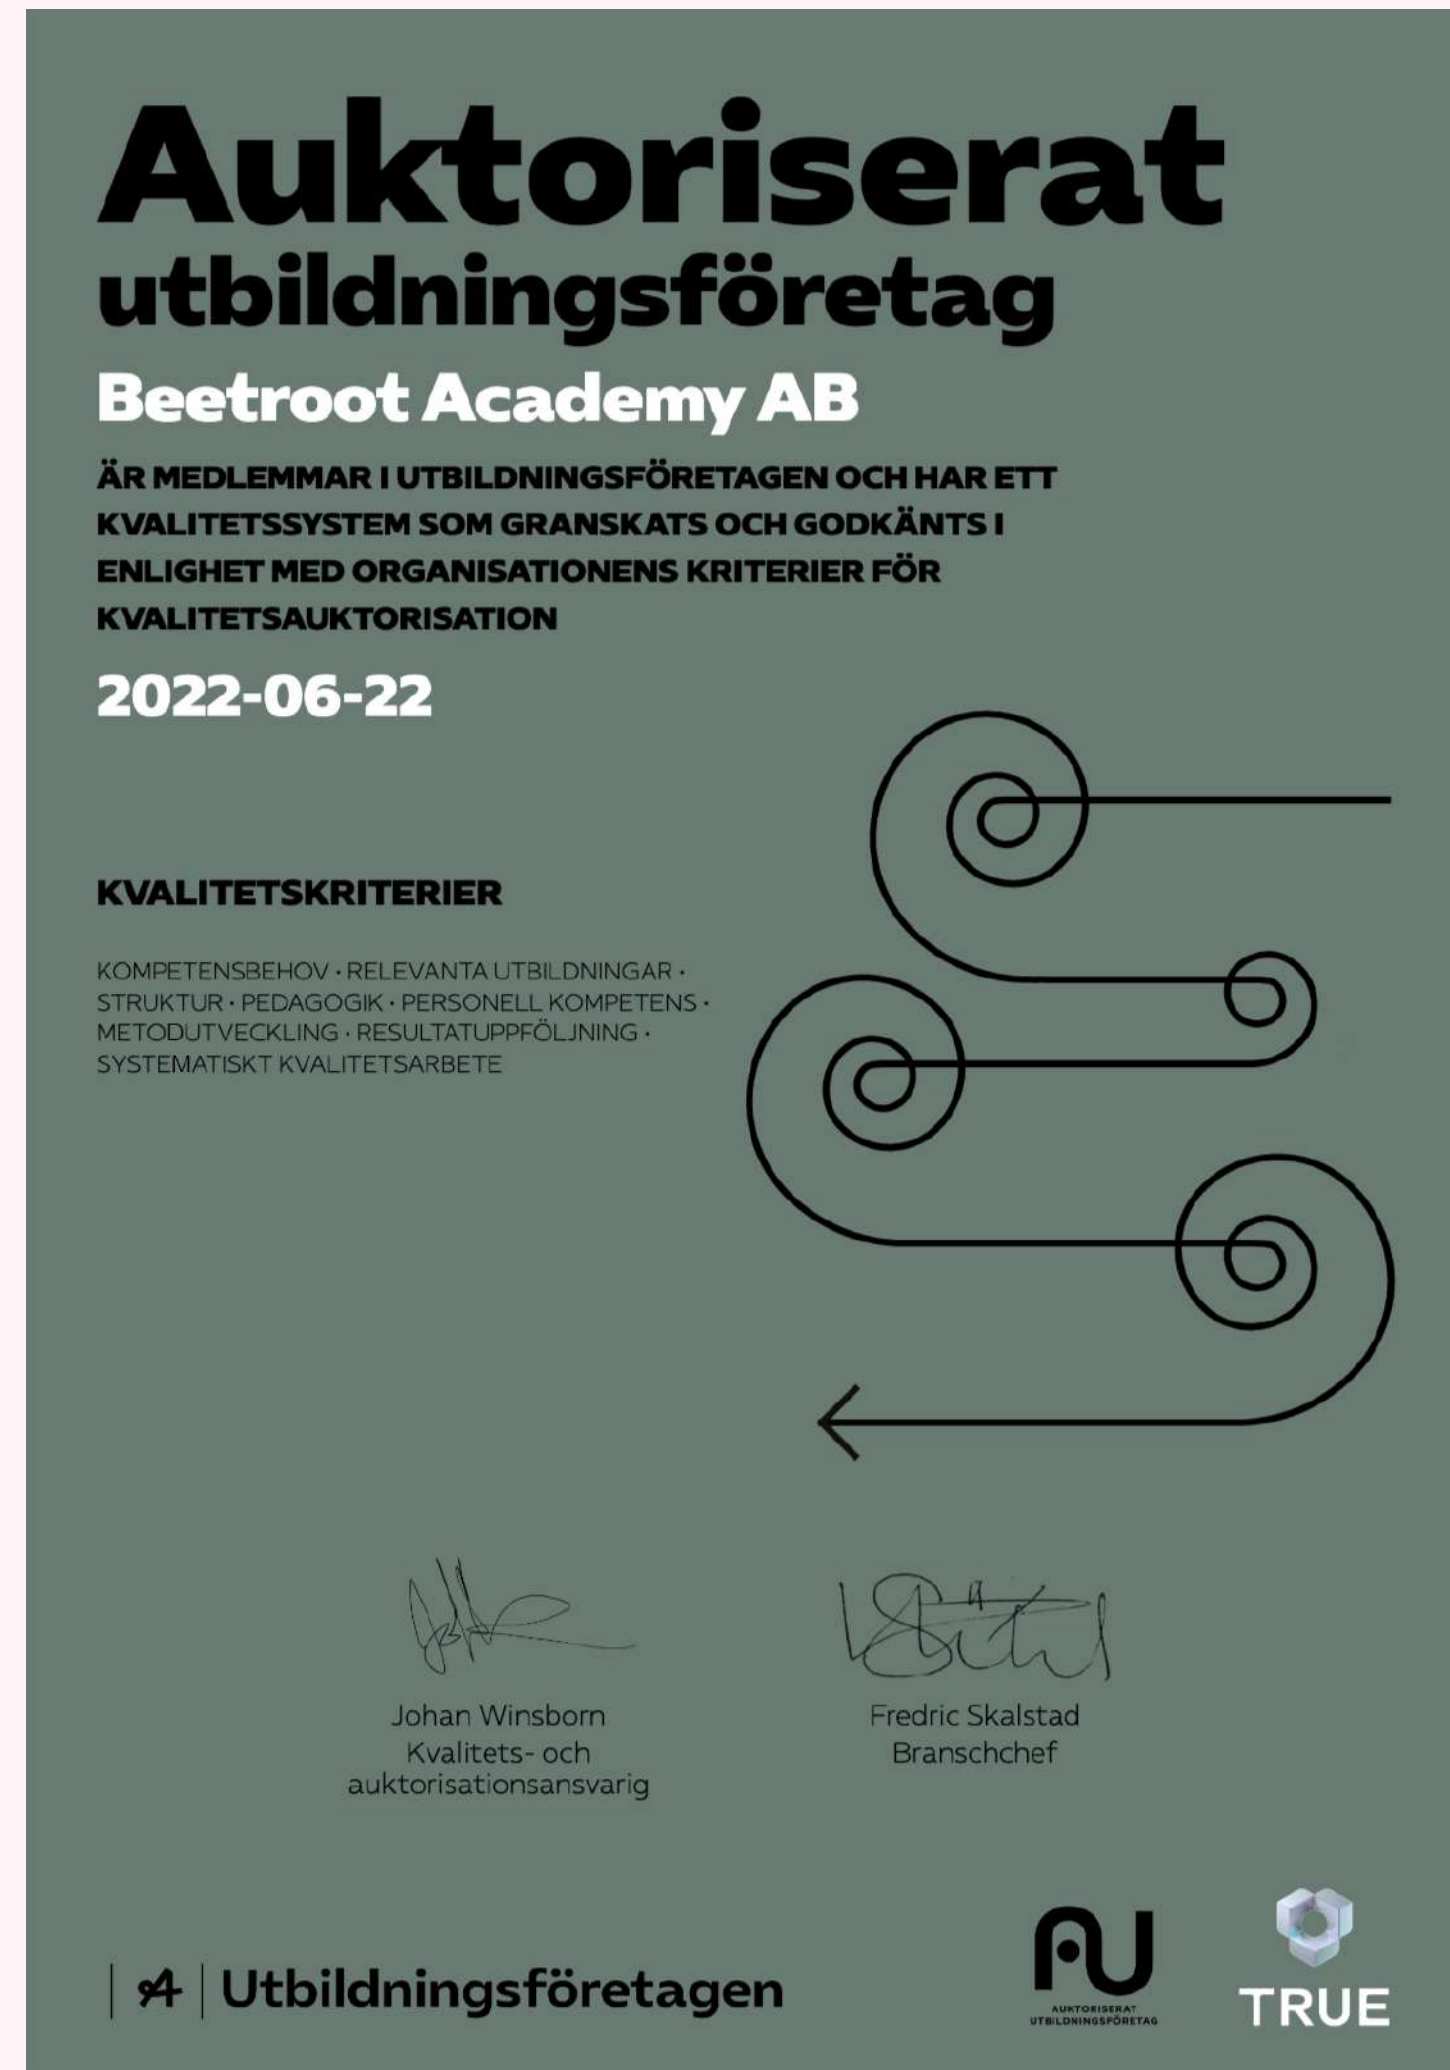 Auktoriserat
utbildningsföretag
Beetroot Academy AB
ÄR MEDLEMMAR I UTBILDNINGSFÖRETAGEN OCH HAR ETT
KVALITETSSYSTEM SOM GRANSKATS OCH GODKÄNTS I
ENLIGHET MED ORGANISATIONENS KRITERIER FÖR
KVALITETSAUKTORISATION
2022-06-22
KVALITETSKRITERIER
KOMPETENSBEHOV · RELEVANTA UTBILDNINGAR ·
STRUKTUR · PEDAGOGIK · PERSONELL KOMPETENS ·
METODUTVECKLING · RESULTATUPPFÖLJNING ·
SYSTEMATISKT KVALITETSARBETE
Johan Winsborn
Kvalitets- och
auktorisationsansvarig
Fredric Skalstad
Branschchef
Utbildningsföretagen
AU
AUKTORISERAT
UTBILDNINGSFÖRETAG
TRUE